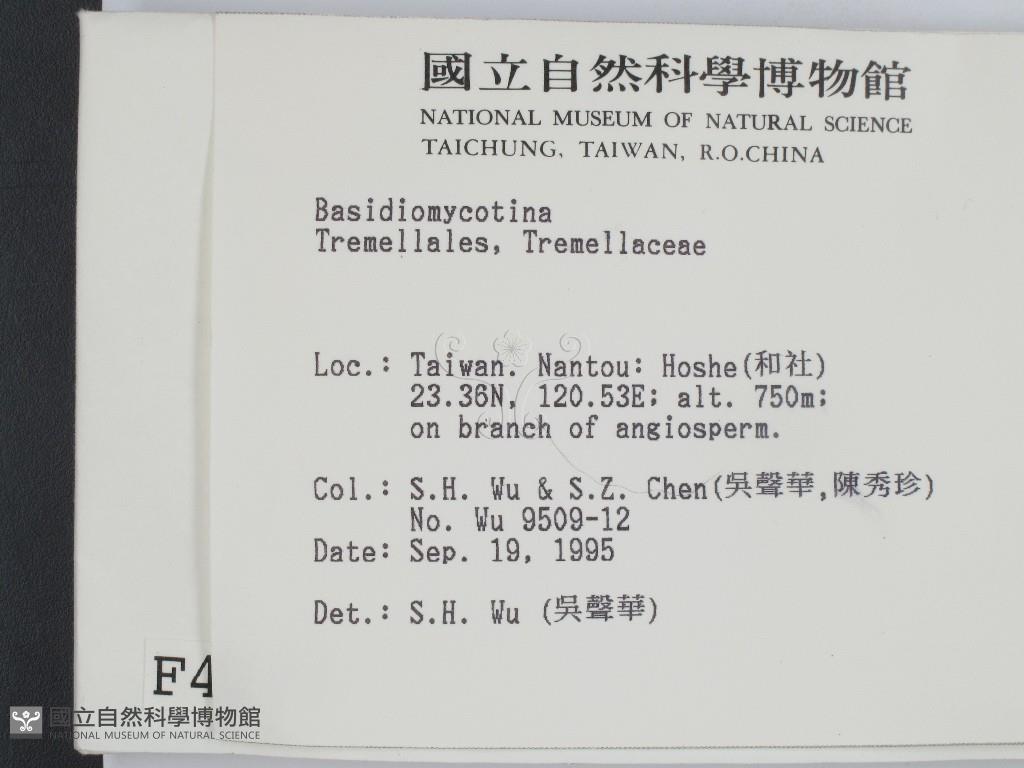 國立自然科學博物館
NATIONAL MUSEUM OF NATURAL SCIENCE
TAICHUNG, TAIWAN, R.O.CHINA
Basidiomycotina
Tremellales, Tremellaceae
Loc.: Taiwan. Nantou: Hoshe(和社)
23.36N, 120.53E; alt. 750m;
on branch of angiosperm.
Col.: S.H. Wu & S.Z. Chen(吳聲華,陳秀珍)
No. Wu 9509-12
Date: Sep. 19, 1995
Det.: S.H. Wu (吳聲華)
F4
國立自然科學博物館
NATIONAL MUSEUM OF NATURAL SCIENCE